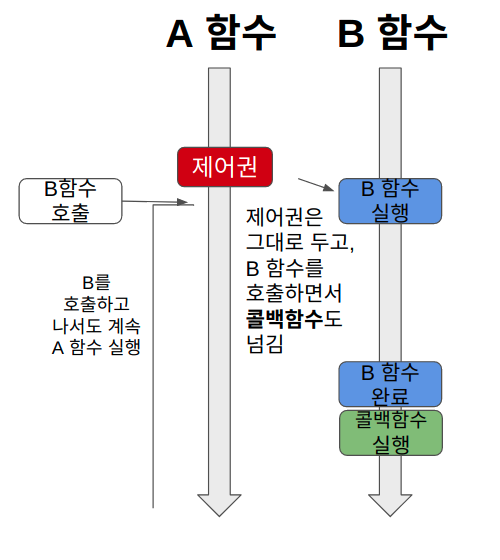 A 함수
B 함수
제어권
B함수
호출
B 함수
실행
제어권은
그대로 두고,
B 함수를
호출하면서
콜백함수도
넘김
B를
호출하고
나서도 계속
A 함수 실행
B 함수
완료
콜백함수
실행